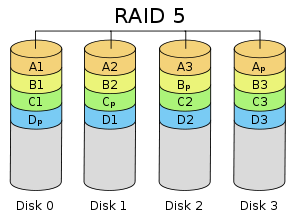 RAID 5
A1 A2 A3 Ap
B1 B2 Bp B3
C1 Cp C2 C3
Dp D1 D2 D3
Disk 0 Disk 1 Disk 2 Disk 3